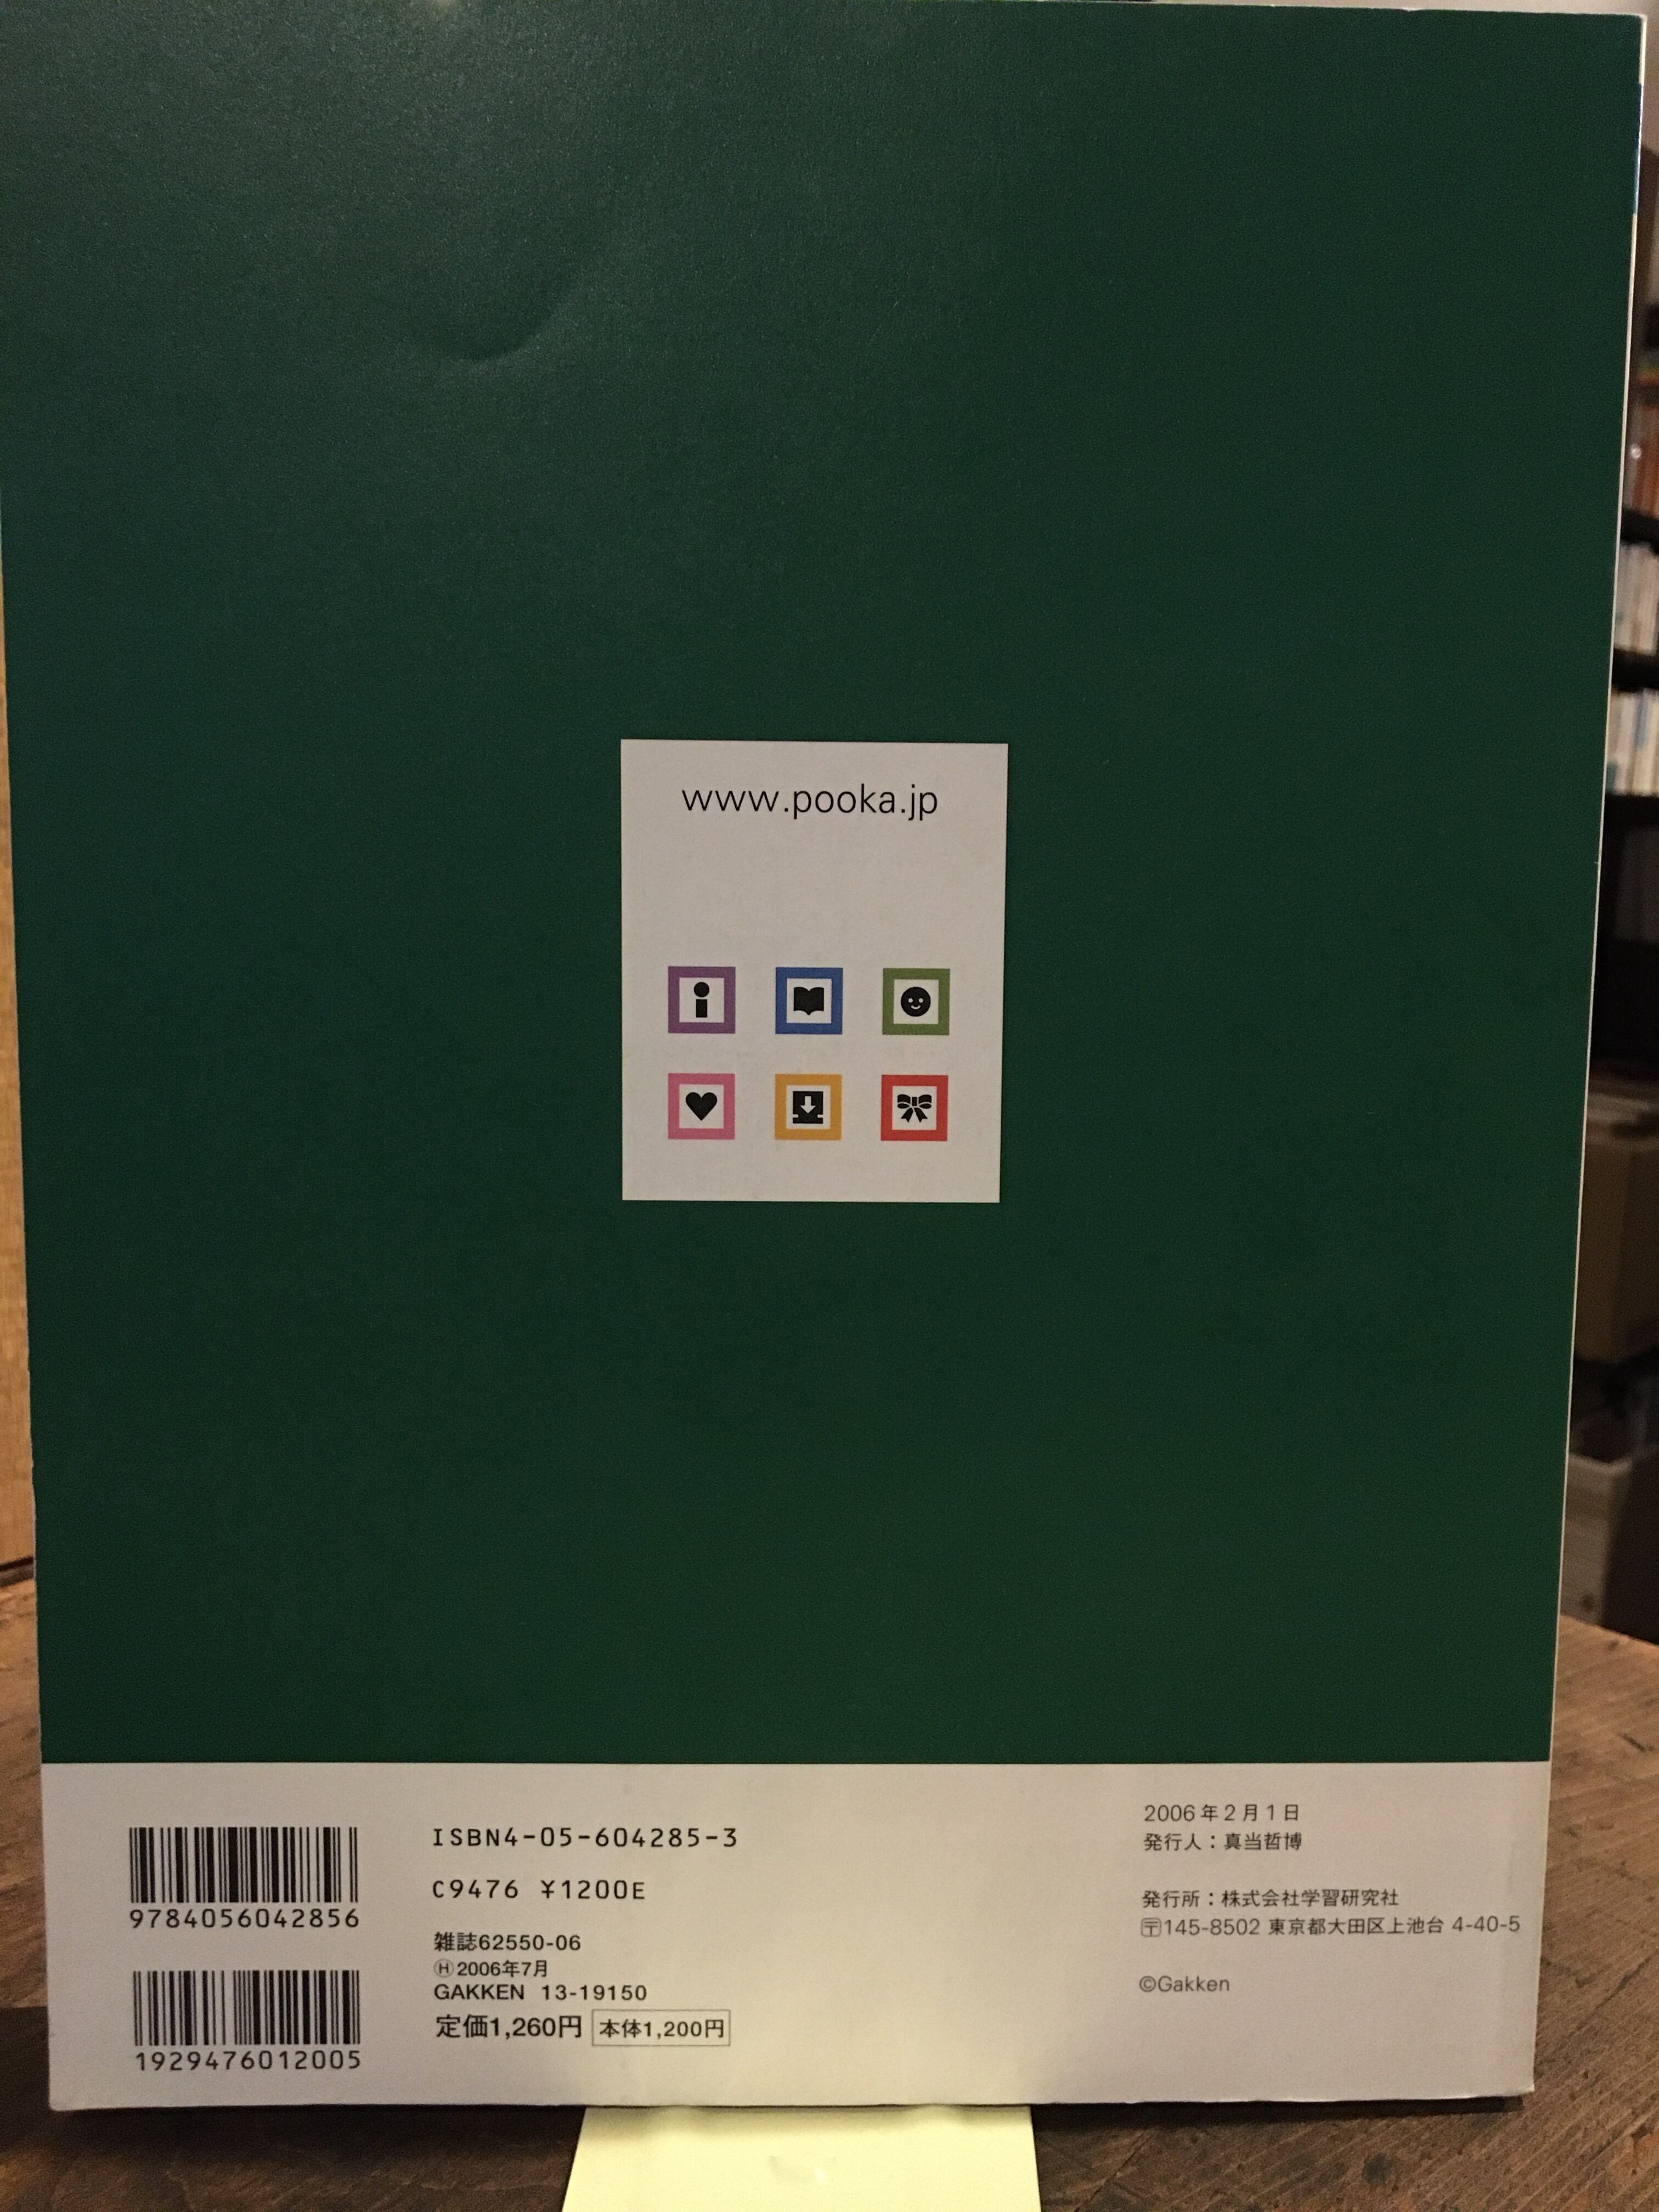 www.pooka.jp
9784056042856
1929476012005
ISBN4-05-604285-3
C9476 ¥1200E
雑誌62550-06
Ⓗ2006年7月
GAKKEN 13-19150
定価1,260円 本体1,200円
2006年2月1日
発行人：真当哲博
発行所：株式会社学習研究社
〒145-8502 東京都大田区上池台 4-40-5
©Gakken